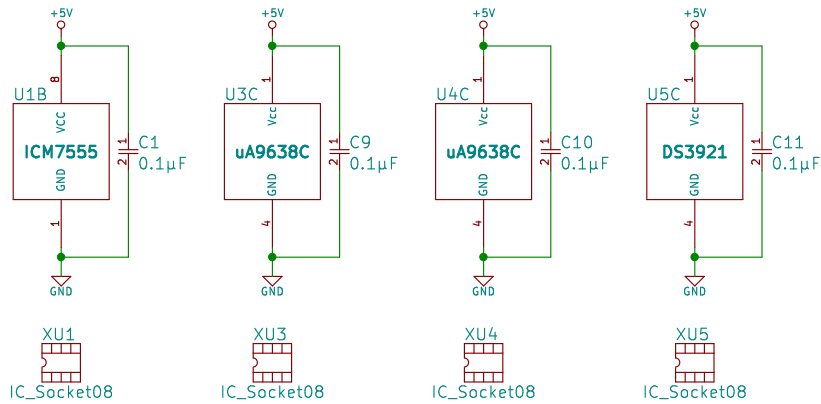 +5V
+5V
+5V
+5V
8
1
1
1
U1B
U3C
U4C
U5C
VCC
Vcc
Vcc
Vcc
1
C1
1
C9
1
C10
1
C11
ICM7555
uA9638C
uA9638C
DS3921
2
0.1µF
2
0.1µF
2
0.1µF
2
0.1µF
GND
GND
GND
GND
1
4
4
4
GND
GND
GND
GND
XU1
XU3
XU4
XU5
IC_Socket08
IC_Socket08
IC_Socket08
IC_Socket08